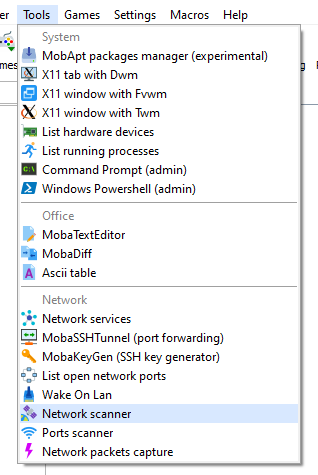 er Tools Games Settings Macros Help
System
MobApt packages manager (experimental)
X11 tab with Dwm
X11 window with Fvwm
X11 window with Twm
List hardware devices
List running processes
Command Prompt (admin)
Windows Powershell (admin)
Office
MobaTextEditor
MobaDiff
Ascii table
Network
Network services
MobaSSHTunnel (port forwarding)
MobaKeyGen (SSH key generator)
List open network ports
Wake On Lan
Network scanner
Ports scanner
Network packets capture